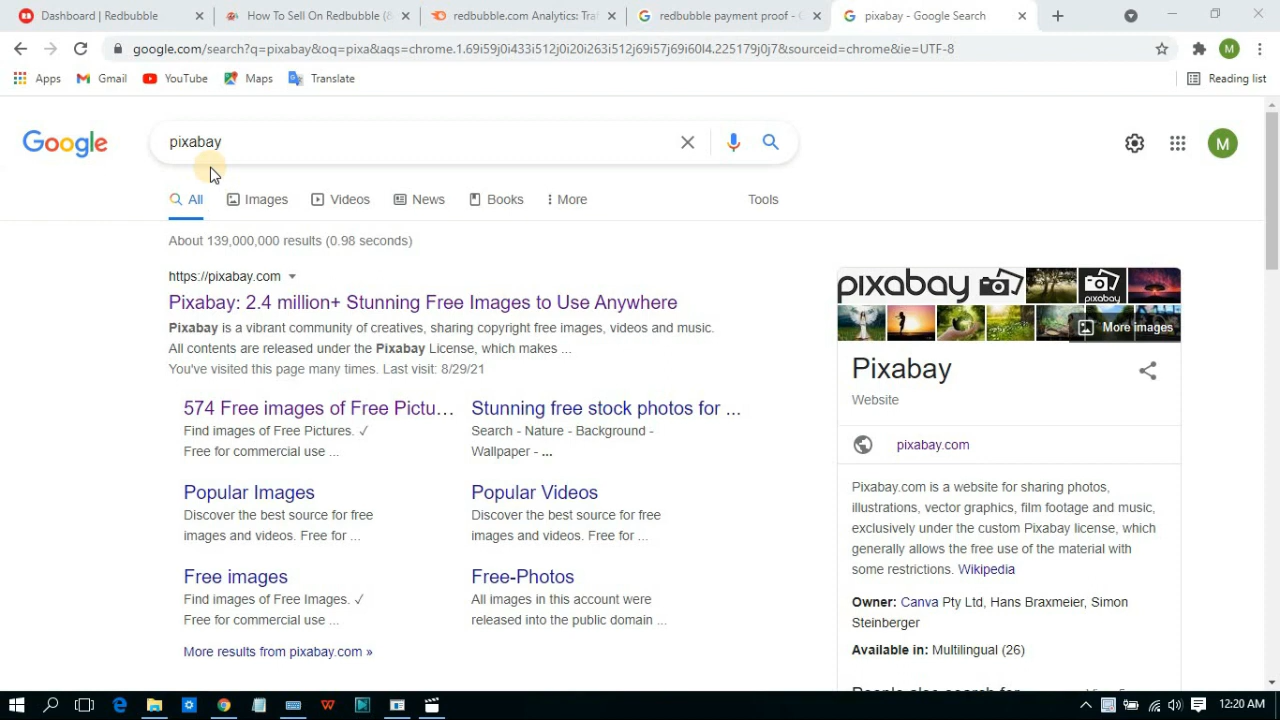 Dashboard | Redbubble
How To Sell On Redbubble (&
redbubble.com Analytics: Tra
redbubble payment proof - G
pixabay - Google Search
google.com/search?q=pixabay&oq=pixa&aqs=chrome.1.69i59j0i433i512j0i20i263i512j69i57j69i60l4.225179j0j7&sourceid=chrome&ie=UTF-8
M
Apps
Gmail
YouTube
Maps
Translate
Reading list
Google
pixabay
M
All
Images
Videos
News
Books
More
Tools
About 139,000,000 results (0.98 seconds)
https://pixabay.com
Pixabay: 2.4 million+ Stunning Free Images to Use Anywhere
Pixabay is a vibrant community of creatives, sharing copyright free images, videos and music.
All contents are released under the Pixabay License, which makes ...
You've visited this page many times. Last visit: 8/29/21
574 Free images of Free Pictu...
Find images of Free Pictures. ✓
Free for commercial use ...
Stunning free stock photos for ...
Search - Nature - Background -
Wallpaper - ...
Popular Images
Discover the best source for free
images and videos. Free for ...
Popular Videos
Discover the best source for free
images and videos. Free for ...
Free images
Find images of Free Images. ✓
Free for commercial use ...
Free-Photos
All images in this account were
released into the public domain ...
More results from pixabay.com »
pixabay
pixabay
More images
Pixabay
Website
pixabay.com
Pixabay.com is a website for sharing photos,
illustrations, vector graphics, film footage and music,
exclusively under the custom Pixabay license, which
generally allows the free use of the material with
some restrictions. Wikipedia
Owner: Canva Pty Ltd, Hans Braxmeier, Simon
Steinberger
Available in: Multilingual (26)
People also search for
12:20 AM